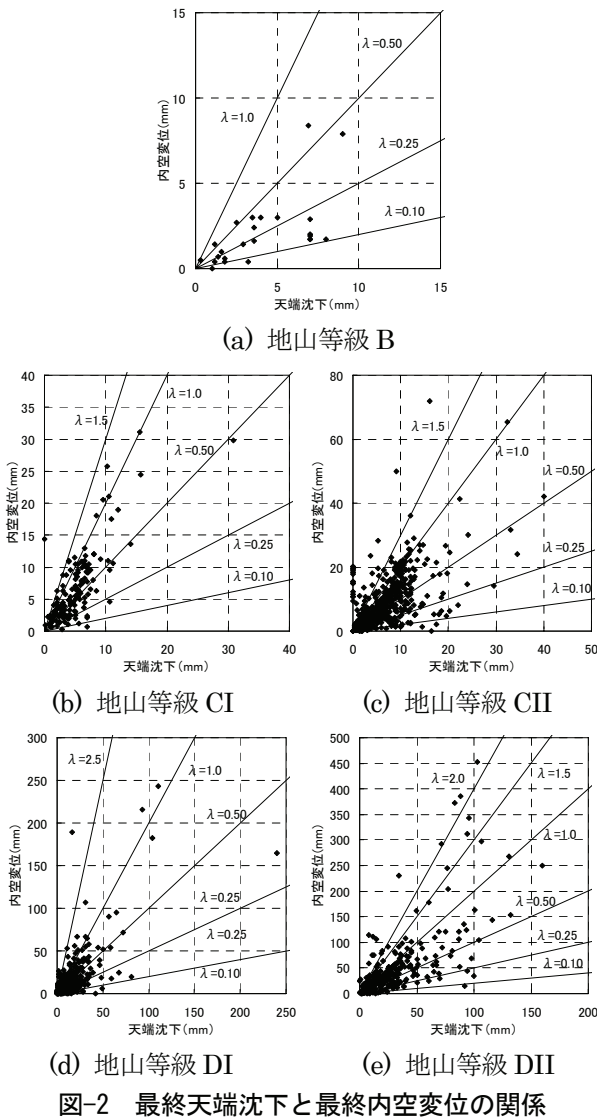 15
10
5
0
内空変位(mm)
λ=1.0
λ=0.50
λ=0.25
λ=0.10
0 5 10 15
天端沈下(mm)
(a) 地山等級 B
40
35
30
25
20
15
10
5
0
内空変位(mm)
λ=1.5
λ=1.0
λ=0.50
λ=0.25
λ=0.10
0 10 20 30 40
天端沈下(mm)
(b) 地山等級 CI
80
60
40
20
0
内空変位(mm)
λ=1.5
λ=1.0
λ=0.50
λ=0.25
λ=0.10
0 10 20 30 40 50
天端沈下(mm)
(c) 地山等級 CII
300
250
200
150
100
50
0
内空変位(mm)
λ=2.5
λ=1.0
λ=0.50
λ=0.25
λ=0.25
λ=0.10
0 50 100 150 200 250
天端沈下(mm)
(d) 地山等級 DI
500
450
400
350
300
250
200
150
100
50
0
内空変位(mm)
λ=2.0
λ=1.5
λ=1.0
λ=0.50
λ=0.25
λ=0.10
0 50 100 150 200
天端沈下(mm)
(e) 地山等級 DII
図-2 最終天端沈下と最終内空変位の関係